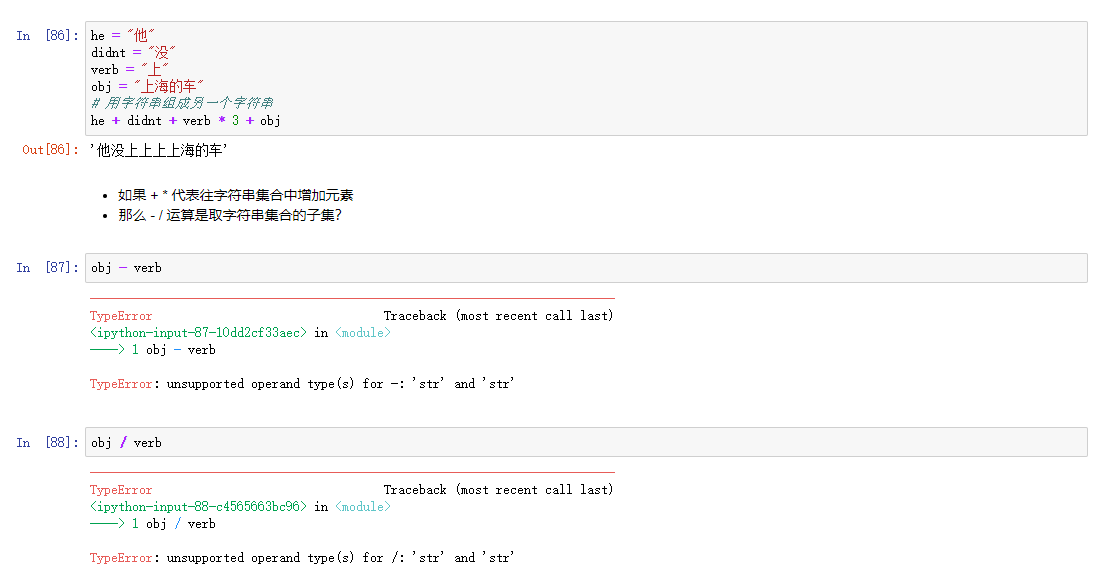 In [86]: he = "他"
didnt = "没"
verb = "上"
obj = "上海的车"
# 用字符串组成另一个字符串
he + didnt + verb * 3 + obj
Out[86]: '他没上上上上海的车'
• 如果 + * 代表往字符串集合中增加元素
• 那么 - / 运算是取字符串集合的子集?
In [87]: obj - verb
TypeError Traceback (most recent call last)
<ipython-input-87-10dd2cf33aec> in <module>
----> 1 obj - verb
TypeError: unsupported operand type(s) for -: 'str' and 'str'
In [88]: obj / verb
TypeError Traceback (most recent call last)
<ipython-input-88-c4565663bc96> in <module>
----> 1 obj / verb
TypeError: unsupported operand type(s) for /: 'str' and 'str'